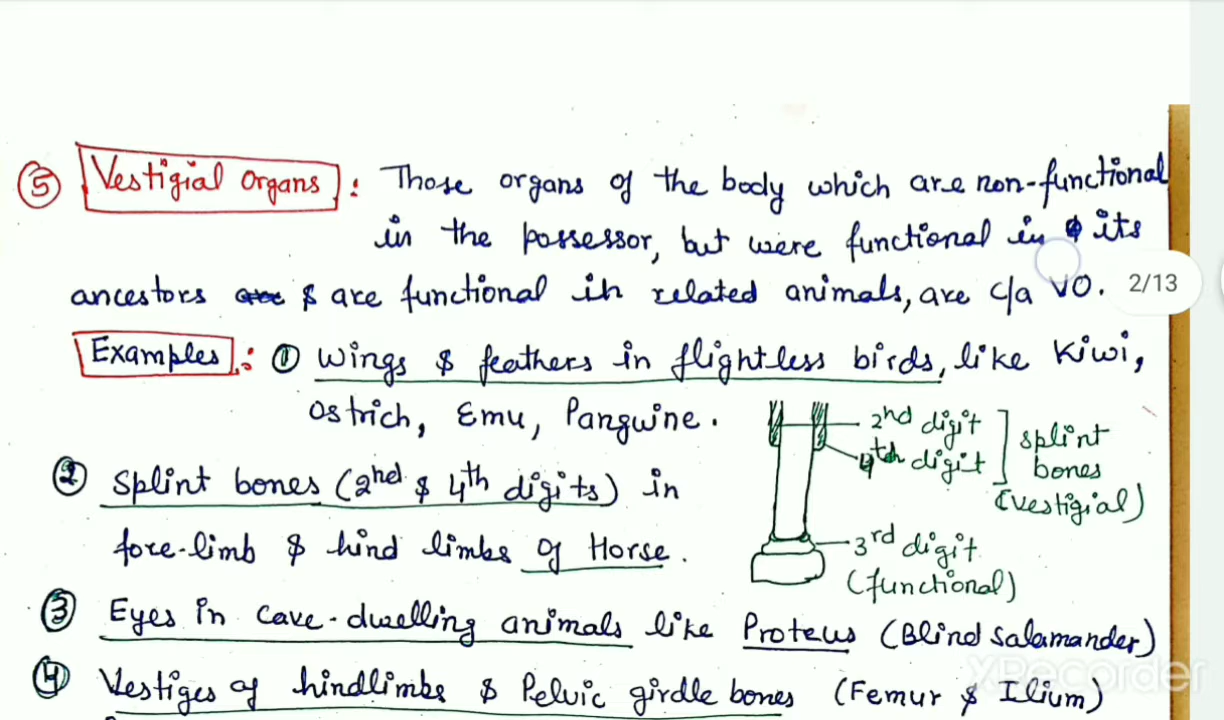 ⑤ Vestigial Organs : Those organs of the body which are non-functional
in the possessor, but were functional in its
ancestors & are functional in related animals, are c/a VO.
2/13
Examples : ① Wings & feathers in flightless birds, like Kiwi,
Ostrich, Emu, Panguine.
2nd digit
4th digit
splint
bones
(vestigial)
② Splint bones (2nd & 4th digits) in
fore-limb & hind limbs of Horse.
3rd digit
(functional)
③ Eyes in cave-dwelling animals like Proteus (Blind salamander)
④ Vestiges of hindlimbs & Pelvic girdle bones (Femur & Ilium)
XRecorder